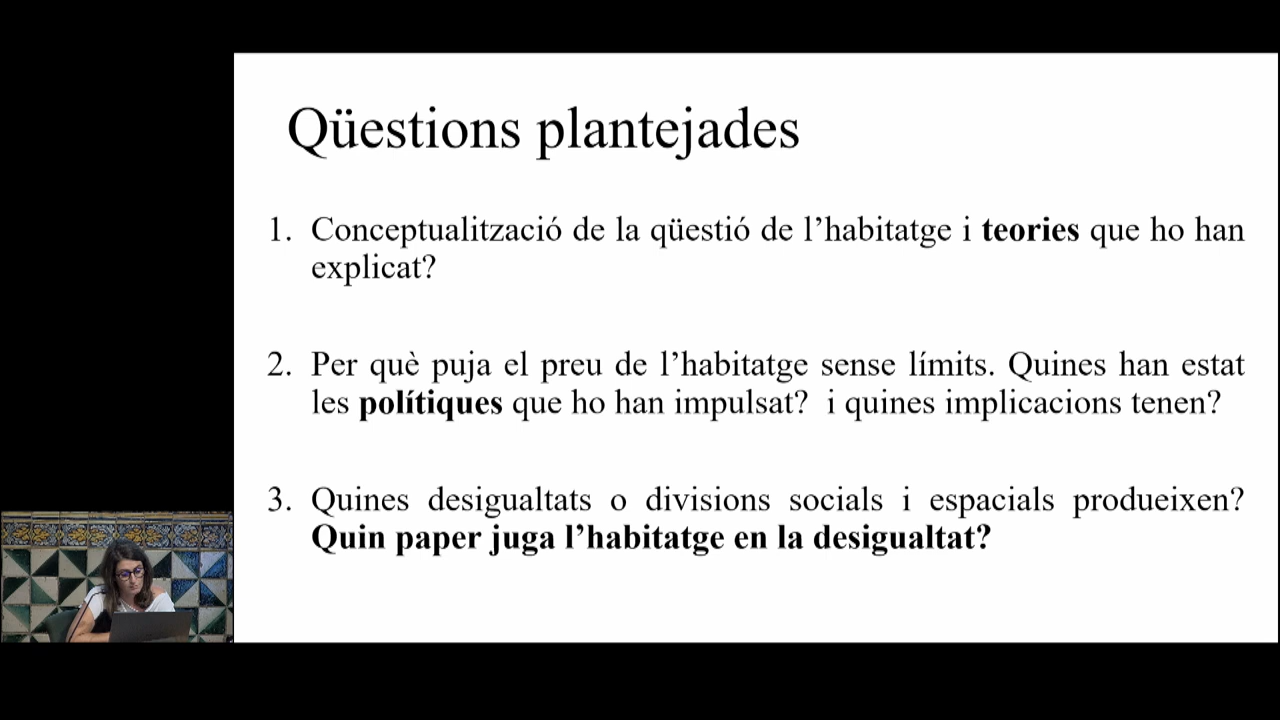 Qüestions plantejades
1. Conceptualització de la qüestió de l’habitatge i teories que ho han
explicat?
2. Per què puja el preu de l’habitatge sense límits. Quines han estat
les polítiques que ho han impulsat?  i quines implicacions tenen?
3. Quines desigualtats o divisions socials i espacials produeixen?
Quin paper juga l’habitatge en la desigualtat?